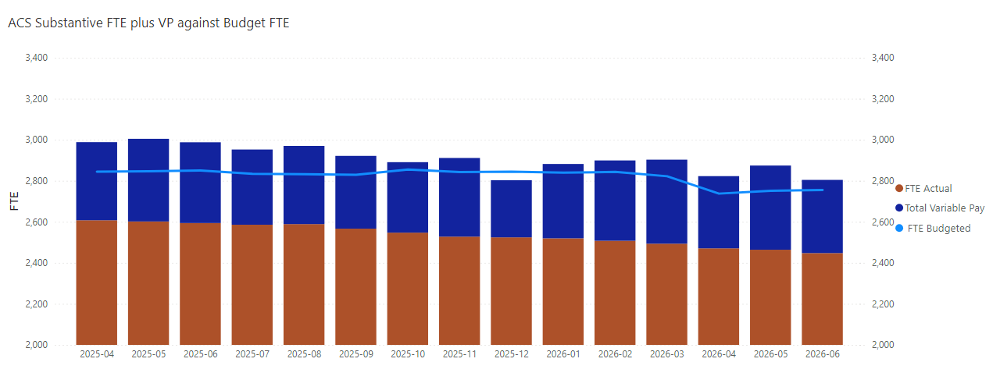 ACS Substantive FTE plus VP against Budget FTE
3,400 3,400
3,200 3,200
3,000 3,000
2,800 2,800
FTE Actual
FTE
Total Variable Pay
2,600 2,600
FTE Budgeted
2,400 2,400
2,200 2,200
2,000 2,000
2025-04 2025-05 2025-06 2025-07 2025-08 2025-09 2025-10 2025-11 2025-12 2026-01 2026-02 2026-03 2026-04 2026-05 2026-06